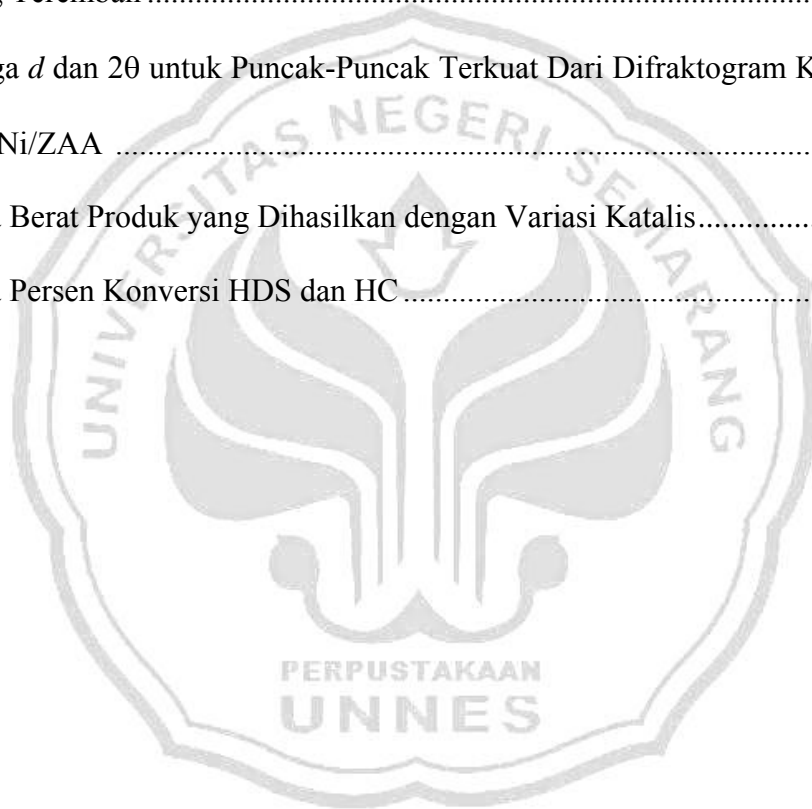 Teremban ....................................................................................
ga d dan 2θ untuk Puncak-Puncak Terkuat Dari Difraktogram K
Ni/ZAA ....................................................................................
Berat Produk yang Dihasilkan dengan Variasi Katalis...............
Persen Konversi HDS dan HC ...................................................
UNIVERSITAS NEGERI SEMARANG
PERPUSTAKAAN
UNNES